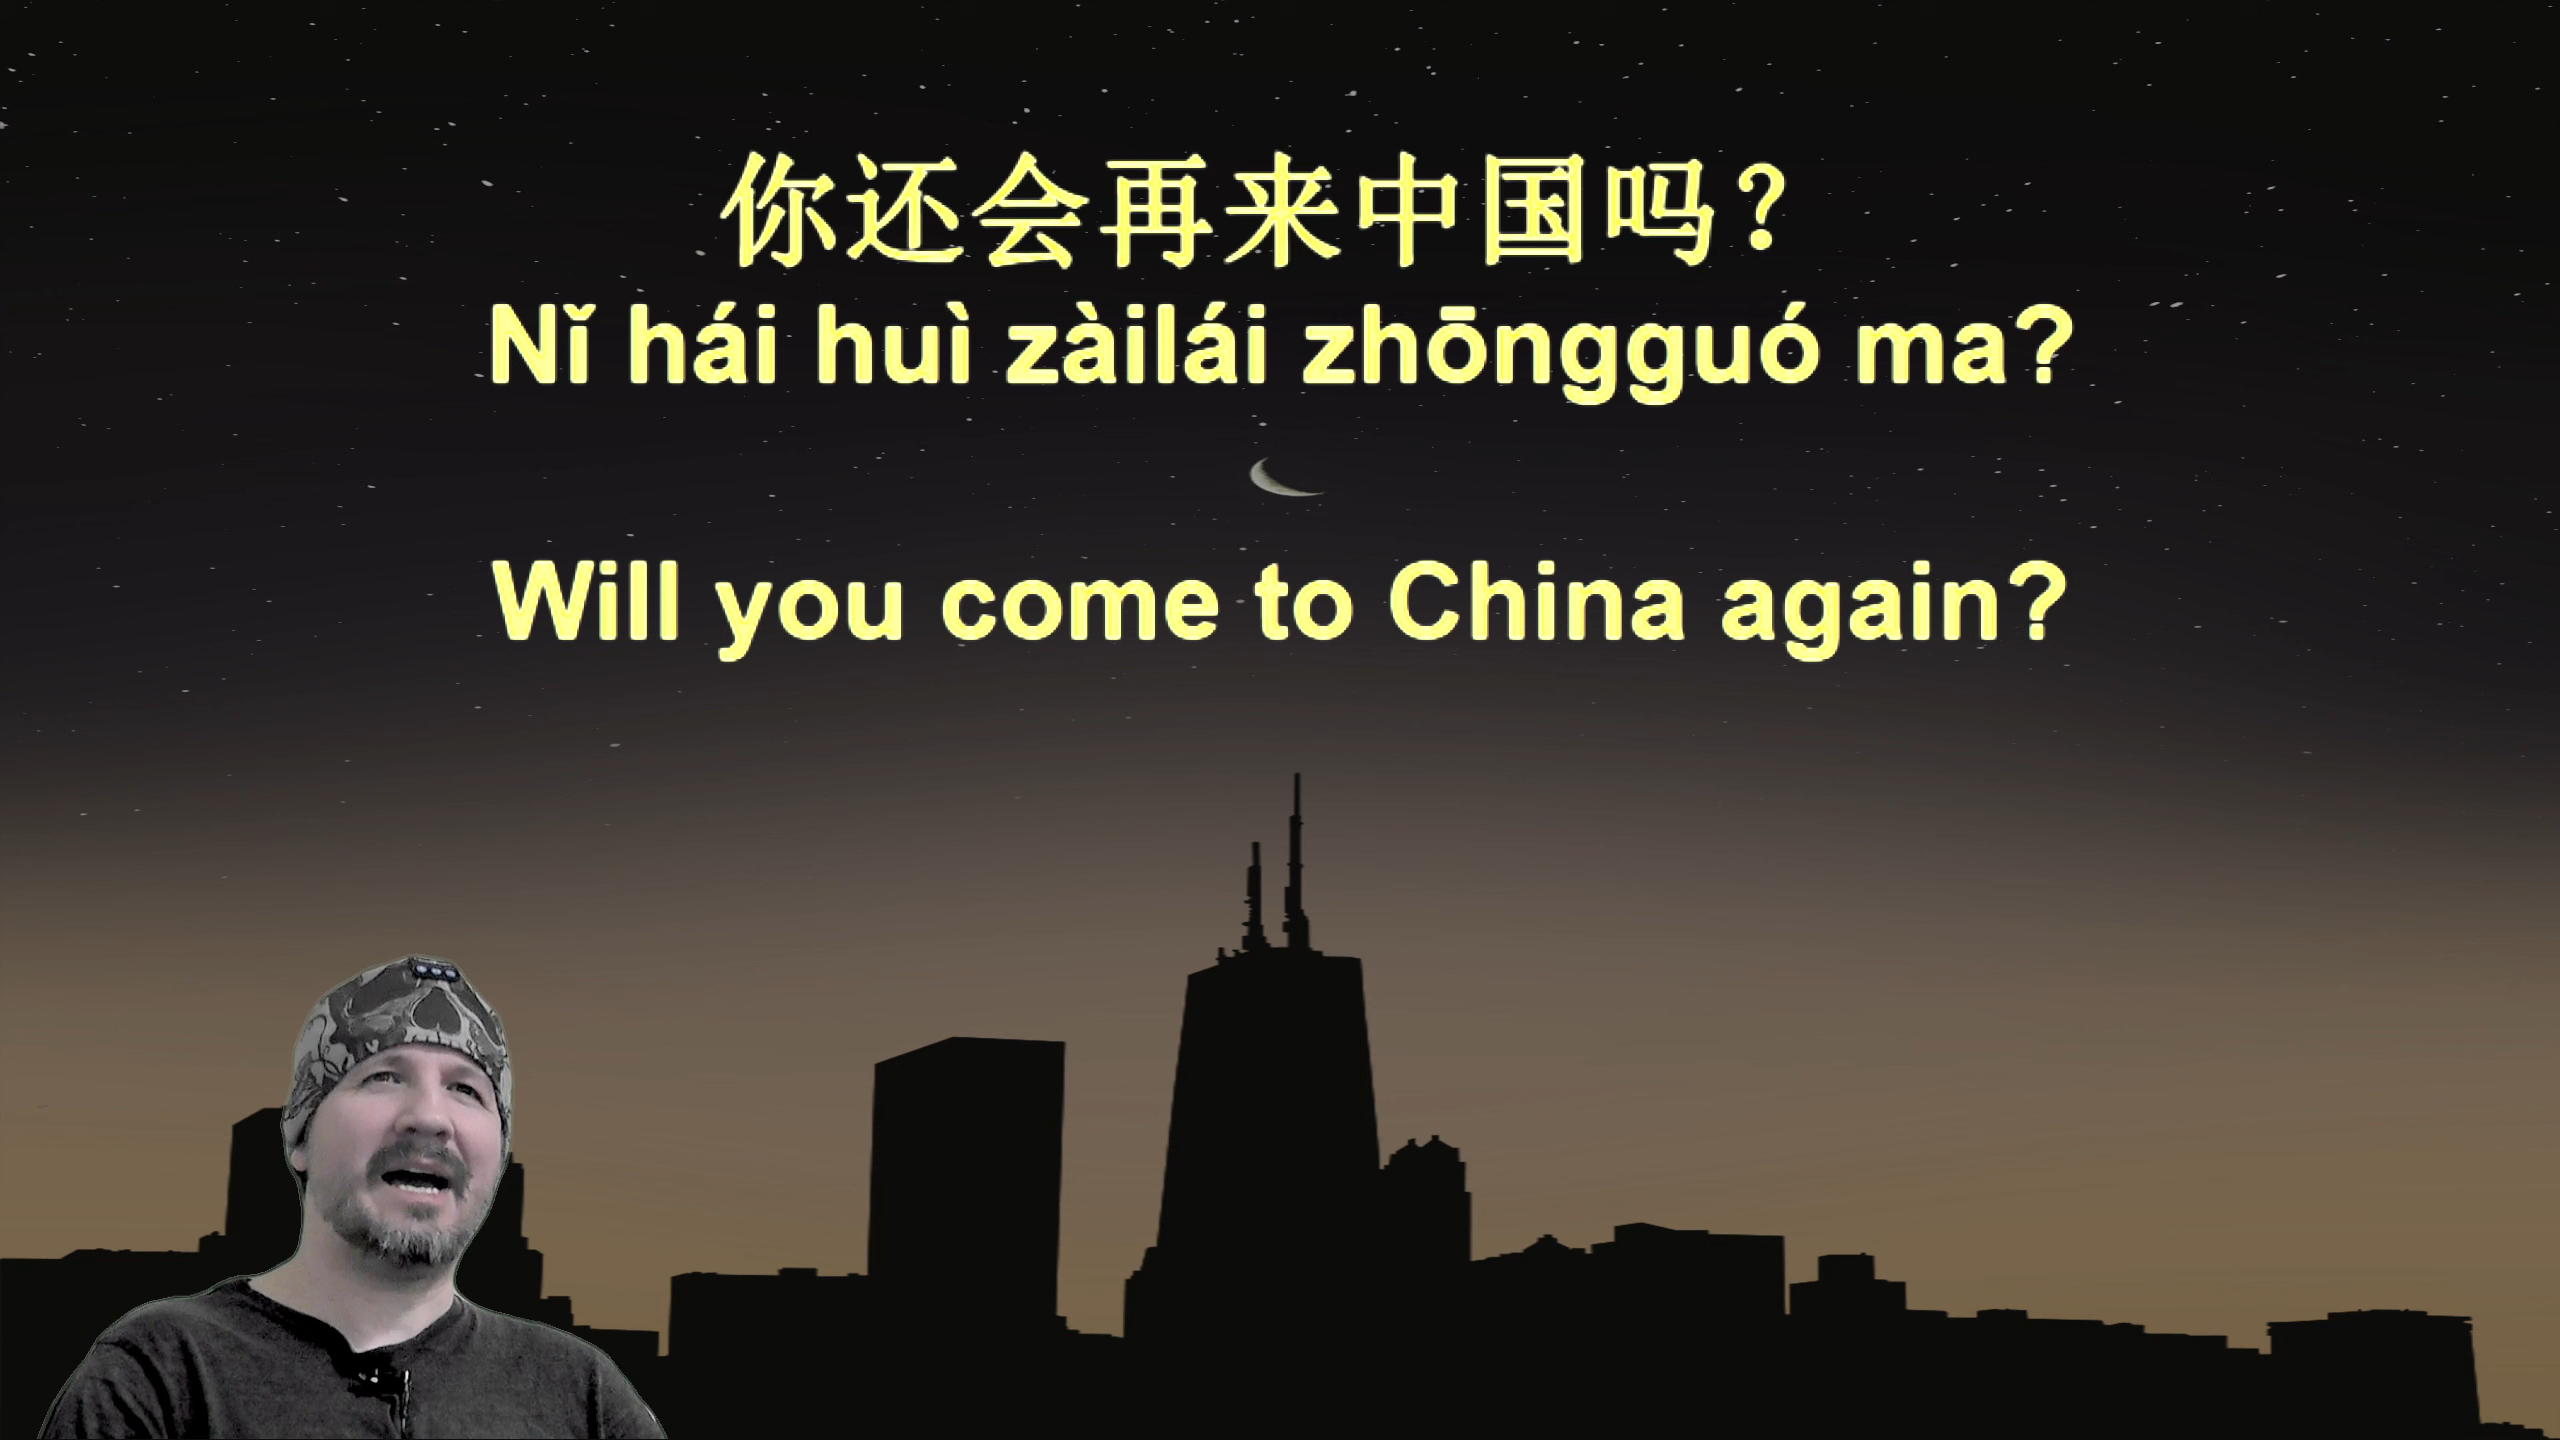 你还会再来中国吗？
Nǐ hái huì zàilái zhōngguó ma?
Will you come to China again?